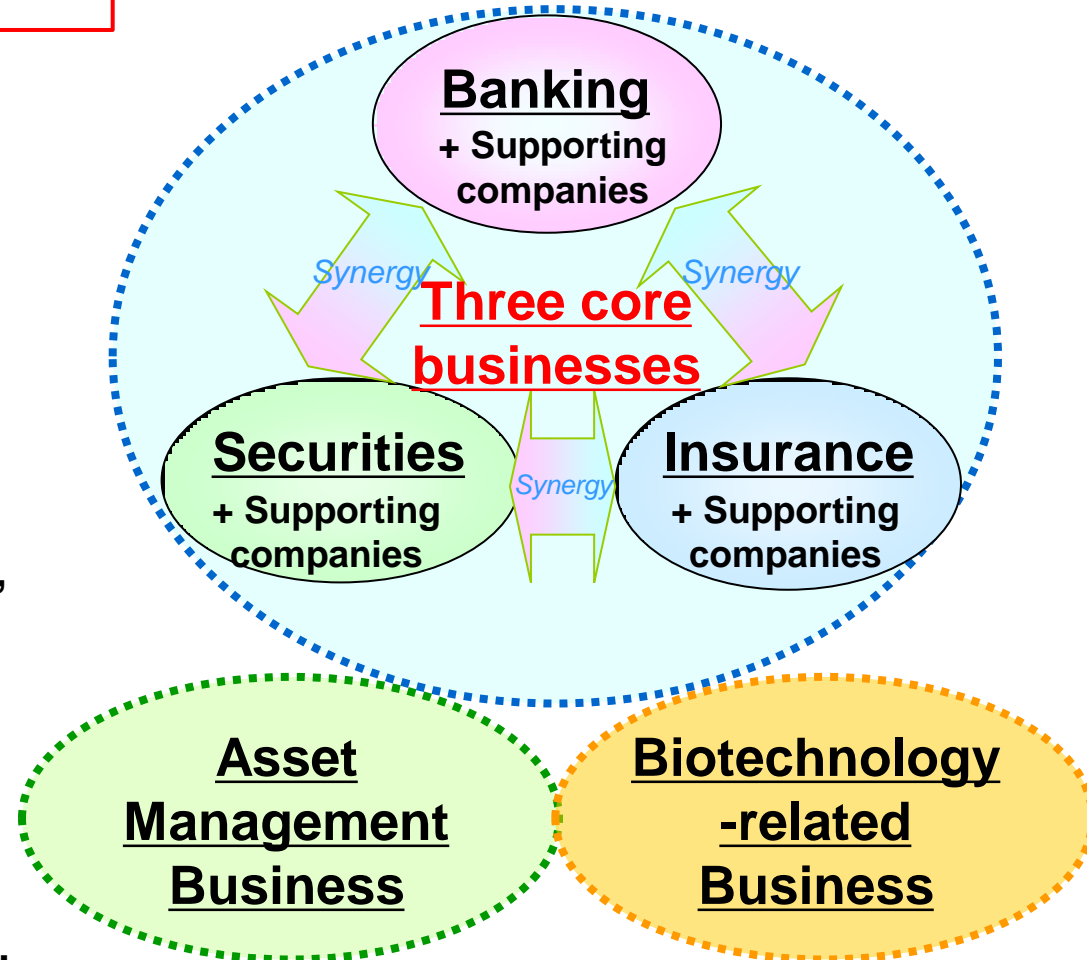 Banking
+ Supporting
companies
Synergy
Synergy
Three core
businesses
Securities
+ Supporting
companies
Synergy
Insurance
+ Supporting
companies
,
Asset
Management
Business
Biotechnology
-related
Business